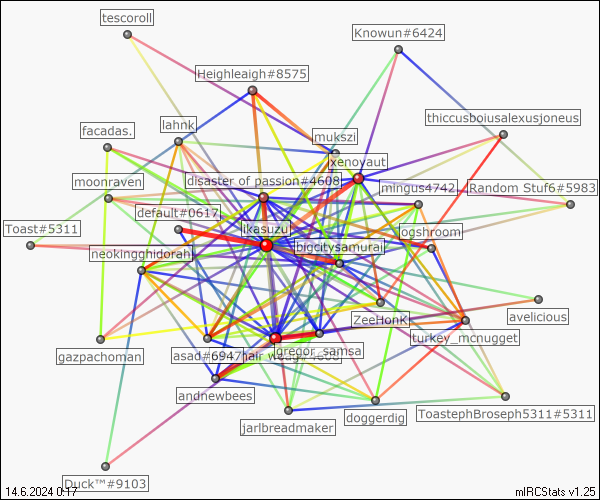 tescoroll
Knowun#6424
Heighleaigh#8575
thiccusboiusalexusjoneus
lahnk
facadas.
mukszi
xenoyaut
moonraven
disaster of passion#4608
mingus4742
Random Stuf6#5983
default#0617
Toast#5311
ikasuzu
ogshroom
neokingghidorah
bigcitysamurai
avelicious
ZeeHonK
turkey_mcnugget
gazpachoman
asad#6947
gregor_samsa
andnewbees
ToastephBroseph5311#5311
doggerdig
jarlbreadmaker
Duck™#9103
14.6.2024 0:17
mIRCStats v1.25